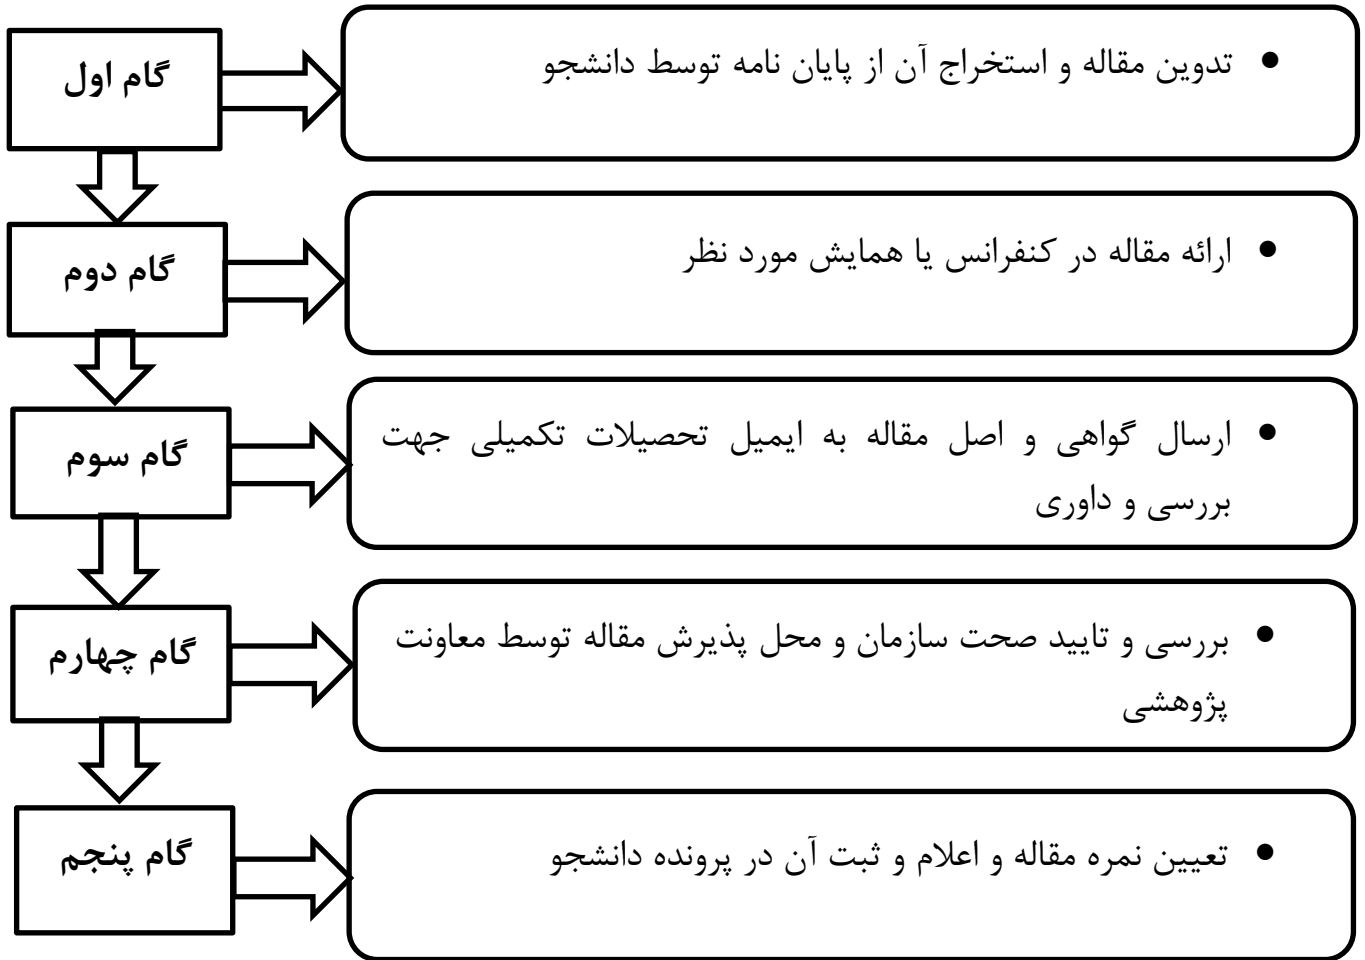 گام اول
• تدوین مقاله و استخراج آن از پایان نامه توسط دانشجو
گام دوم
• ارائه مقاله در کنفرانس یا همایش مورد نظر
گام سوم
• ارسال گواهی و اصل مقاله به ایمیل تحصیلات تکمیلی جهت
بررسی و داوری
گام چهارم
• بررسی و تایید صحت سازمان و محل پذیرش مقاله توسط معاونت
پژوهشی
گام پنجم
• تعیین نمره مقاله و اعلام و ثبت آن در پرونده دانشجو